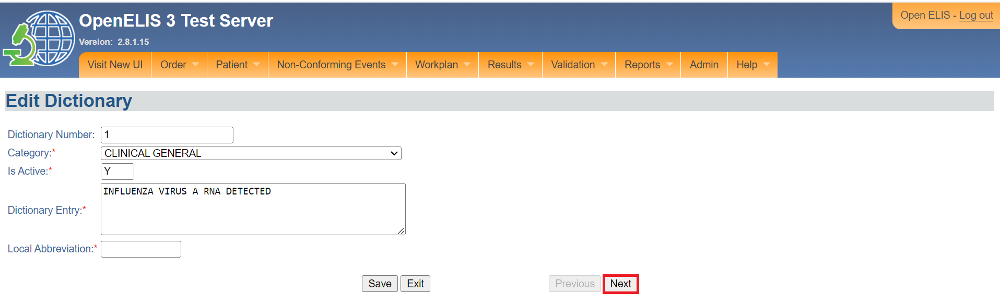 OpenELIS 3 Test Server
Open ELIS - Log out
Version: 2.8.1.15
Visit New UI Order Patient Non-Conforming Events Workplan Results Validation Reports Admin Help
Edit Dictionary
Dictionary Number: 1
Category:* CLINICAL GENERAL
Is Active:* Y
Dictionary Entry:* INFLUENZA VIRUS A RNA DETECTED
Local Abbreviation:*
Save Exit Previous Next